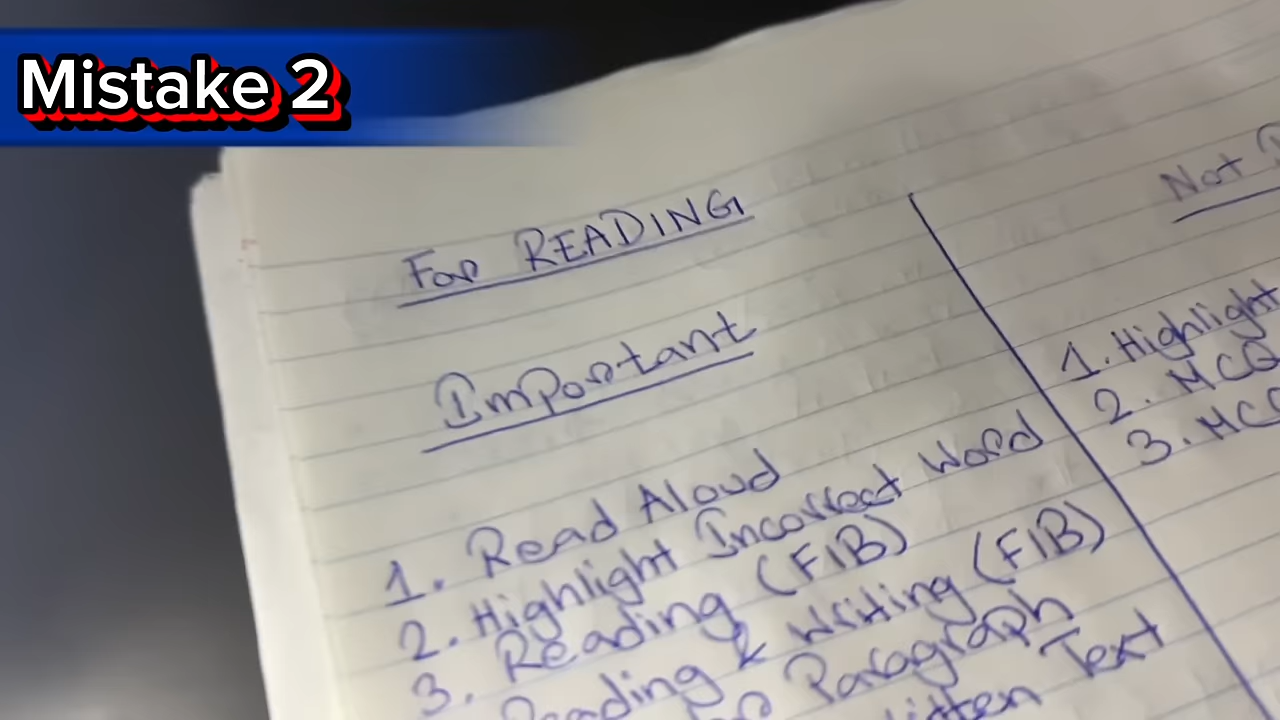 Mistake 2
For READING
Important
1. Read Aloud
2. Highlight Incorrect Word
3. Reading (FIB)
Reading & Writing (FIB)
Paragraph
Text
Not
1. Highlight
2. MCQ
3. MCQ